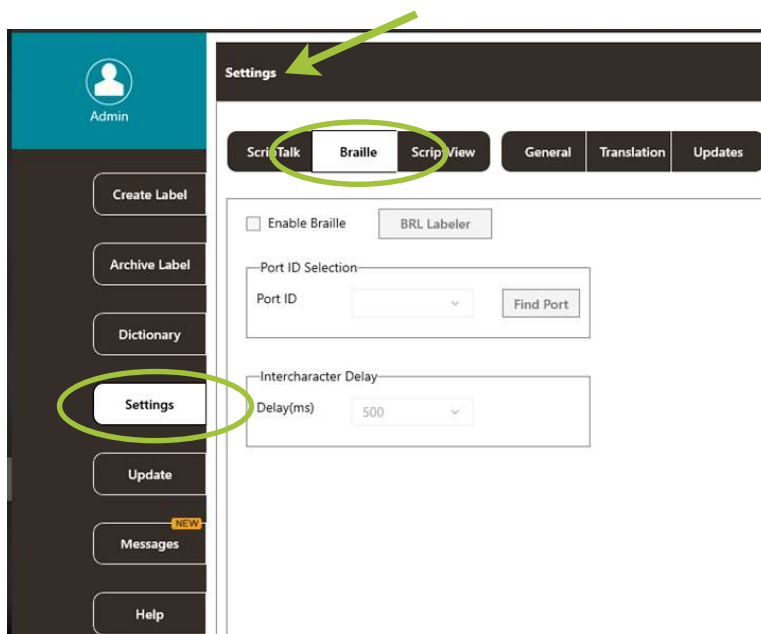 Settings
Admin
ScripTalk Braille ScriptView General Translation Updates
Create Label
Enable Braille BRL Labeler
Archive Label
Port ID Selection
Port ID Find Port
Dictionary
Intercharacter Delay
Settings
Delay(ms) 500
Update
NEW
Messages
Help